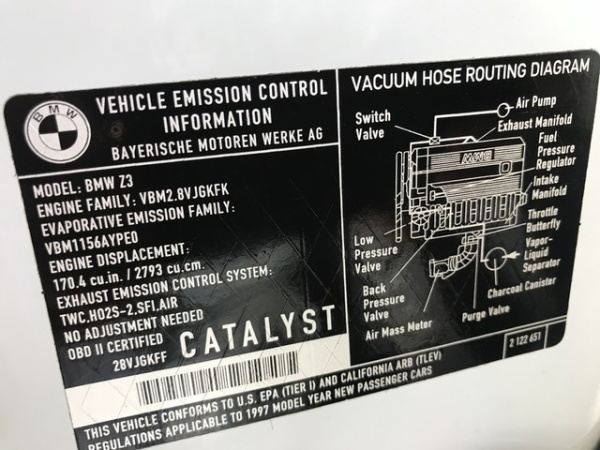 BMW
VEHICLE EMISSION CONTROL
INFORMATION
BAYERISCHE MOTOREN WERKE AG
MODEL: BMW Z3
ENGINE FAMILY: VBM2.8VJGKFK
EVAPORATIVE EMISSION FAMILY:
VBM1156AYPE0
ENGINE DISPLACEMENT:
170.4 cu.in. / 2793 cu.cm.
EXHAUST EMISSION CONTROL SYSTEM:
TWC,HO2S-2,SFI,AIR
NO ADJUSTMENT NEEDED
OBD II CERTIFIED
28VJGKFF
CATALYST
VACUUM HOSE ROUTING DIAGRAM
Switch
Valve
Air Pump
Exhaust Manifold
Fuel
Pressure
Regulator
BMW
Intake
Manifold
Throttle
Butterfly
Low
Pressure
Valve
Vapor-
Liquid
Separator
Back
Pressure
Valve
Charcoal Canister
Purge Valve
Air Mass Meter
2 122 651
THIS VEHICLE CONFORMS TO U.S. EPA (TIER I) AND CALIFORNIA ARB (TLEV)
REGULATIONS APPLICABLE TO 1997 MODEL YEAR NEW PASSENGER CARS